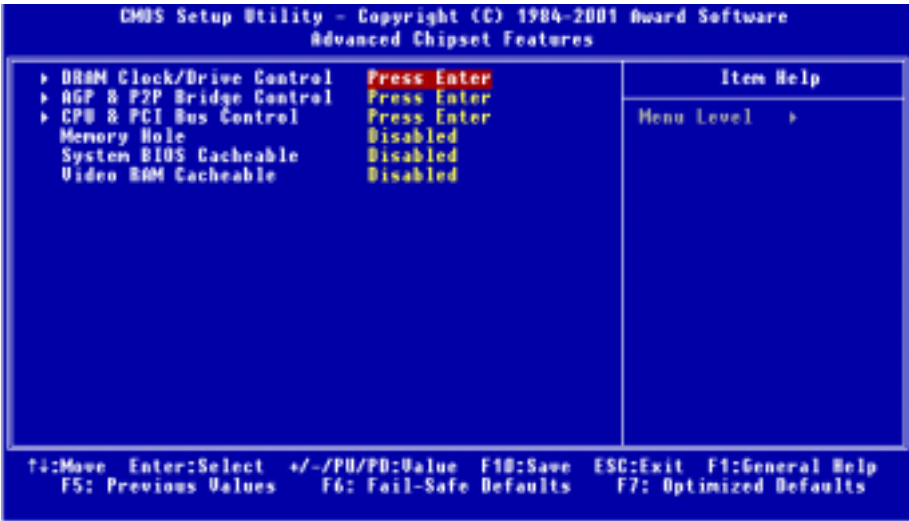 CMOS Setup Utility - Copyright (C) 1984-2001 Award Software
Advanced Chipset Features
▸ DRAM Clock/Drive Control Press Enter
▸ AGP & P2P Bridge Control Press Enter
▸ CPU & PCI Bus Control Press Enter
Memory Hole Disabled
System BIOS Cacheable Disabled
Video RAM Cacheable Disabled
Item Help
Menu Level ▸
↑↓:Move Enter:Select +/-/PU/PD:Value F10:Save ESC:Exit F1:General Help
F5: Previous Values F6: Fail-Safe Defaults F7: Optimized Defaults